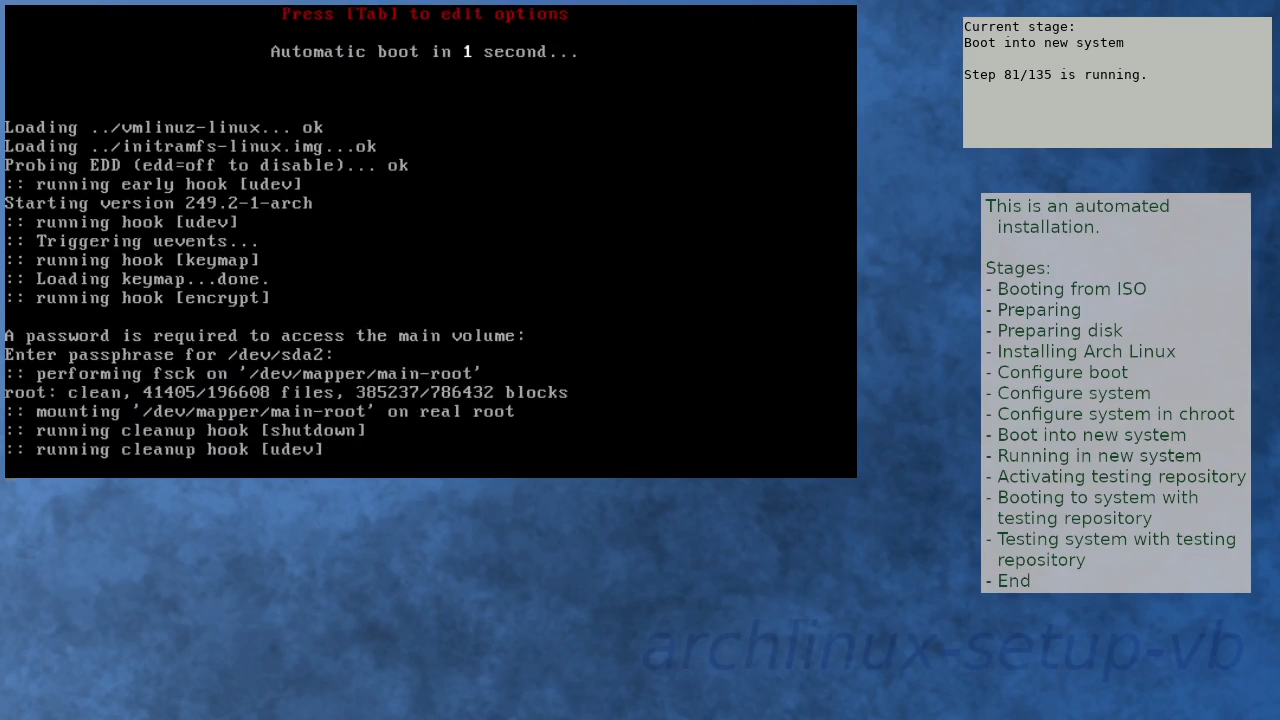 Press [Tab] to edit options
Automatic boot in 1 second...
Loading ../vmlinuz-linux... ok
Loading ../initramfs-linux.img...ok
Probing EDD (edd=off to disable)... ok
:: running early hook [udev]
Starting version 249.2-1-arch
:: running hook [udev]
:: Triggering uevents...
:: running hook [keymap]
:: Loading keymap...done.
:: running hook [encrypt]
A password is required to access the main volume:
Enter passphrase for /dev/sda2:
:: performing fsck on '/dev/mapper/main-root'
root: clean, 41405/196608 files, 385237/786432 blocks
:: mounting '/dev/mapper/main-root' on real root
:: running cleanup hook [shutdown]
:: running cleanup hook [udev]
Current stage:
Boot into new system
Step 81/135 is running.
This is an automated
installation.
Stages:
- Booting from ISO
- Preparing
- Preparing disk
- Installing Arch Linux
- Configure boot
- Configure system
- Configure system in chroot
- Boot into new system
- Running in new system
- Activating testing repository
- Booting to system with
testing repository
- Testing system with testing
repository
- End
archlinux-setup-vb